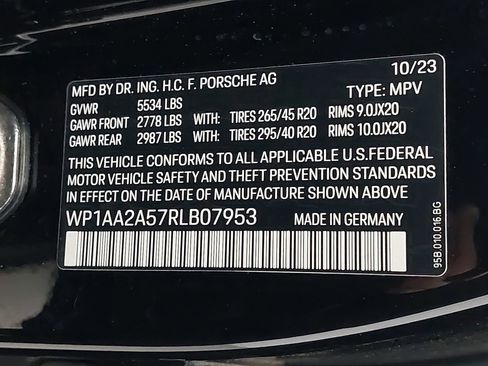 MFD BY DR. ING. H.C. F. PORSCHE AG 10/23
GVWR 5534 LBS TYPE: MPV
GAWR FRONT 2778 LBS WITH: TIRES 265/45 R20 RIMS 9.0JX20
GAWR REAR 2987 LBS WITH: TIRES 295/40 R20 RIMS 10.0JX20
THIS VEHICLE CONFORMS TO ALL APPLICABLE U.S.FEDERAL
MOTOR VEHICLE SAFETY AND THEFT PREVENTION STANDARDS
IN EFFECT ON THE DATE OF MANUFACTURE SHOWN ABOVE
WP1AA2A57RLB07953 MADE IN GERMANY
95B.010.016.BG